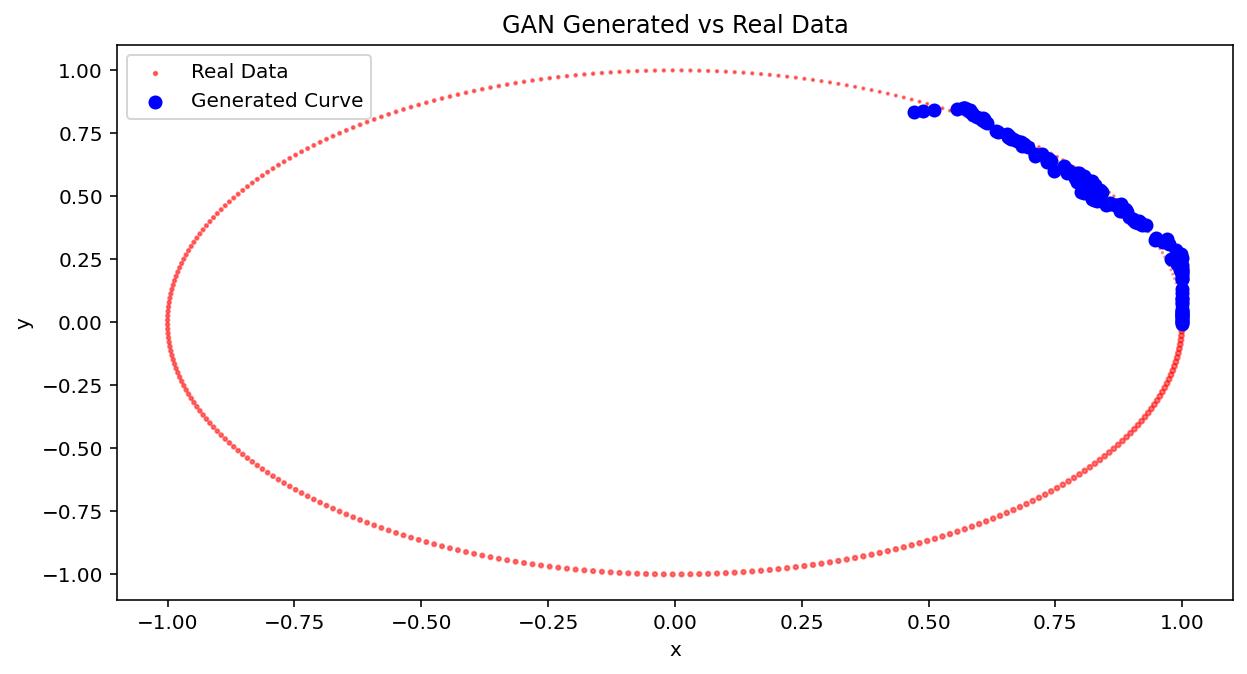 GAN Generated vs Real Data
Real Data
Generated Curve
1.00
0.75
0.50
0.25
0.00
−0.25
−0.50
−0.75
−1.00
y
−1.00 −0.75 −0.50 −0.25 0.00 0.25 0.50 0.75 1.00
x